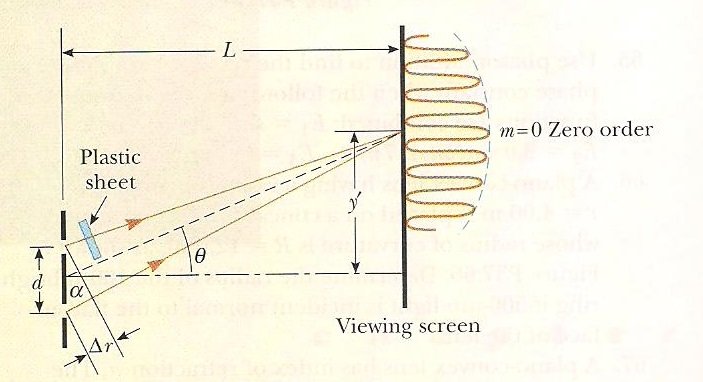 L
m=0 Zero order
Plastic
sheet
y'
θ
d
α
Δr
Viewing screen